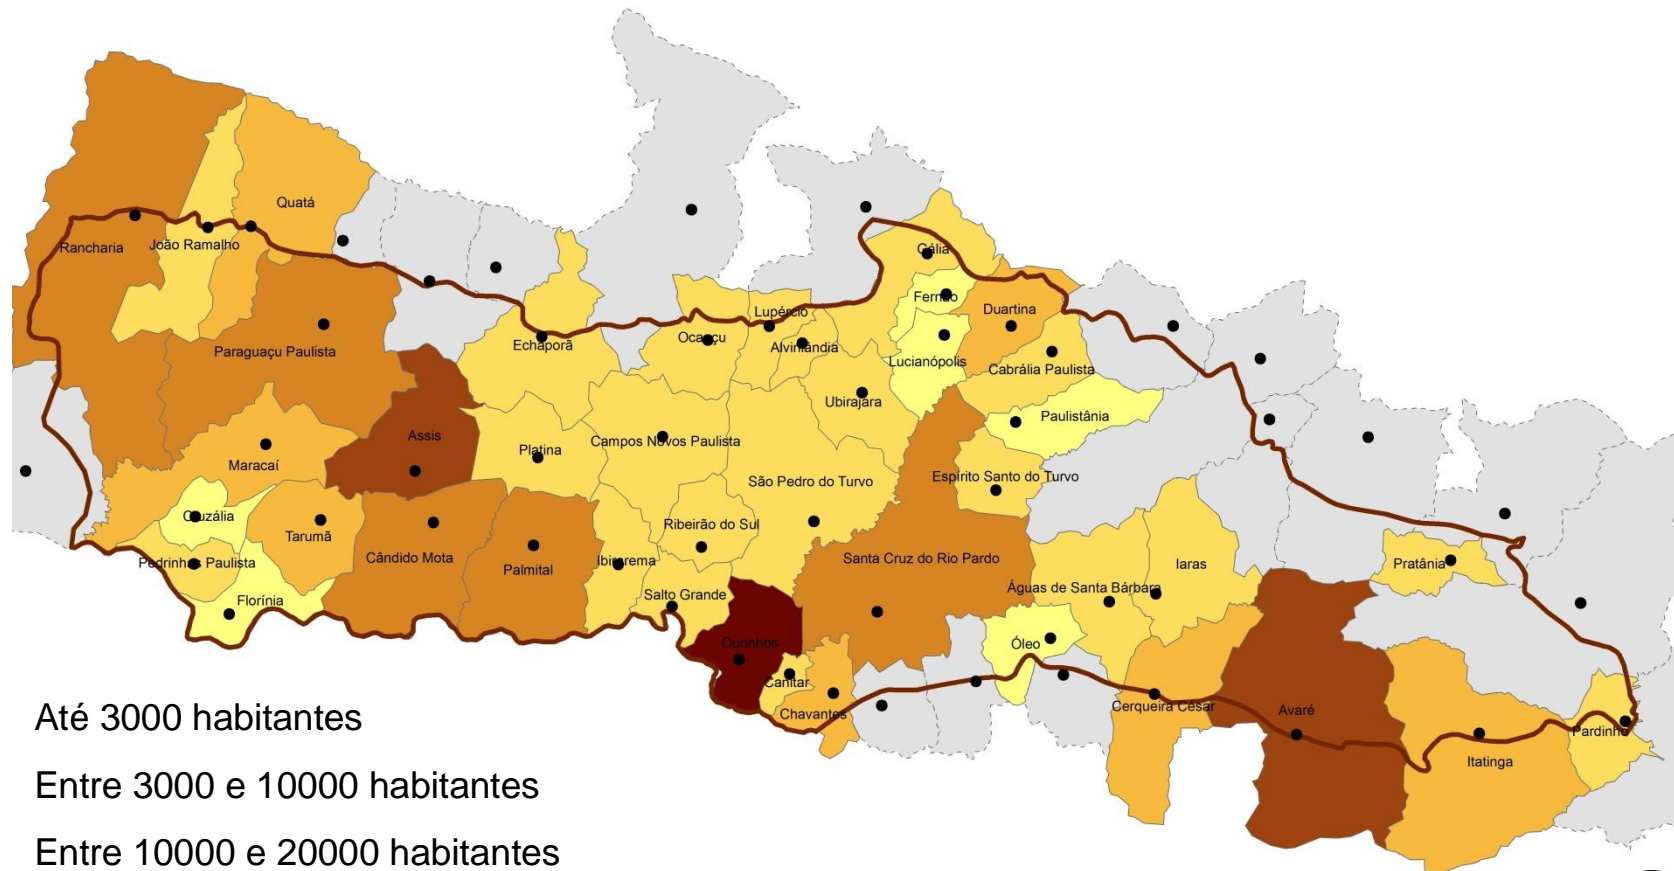 Quatá
Rancharia
João Ramalho
Gália
Fernão
Duartina
Lupércio
Echaporã
Ocauçu
Alvinlândia
Paraguaçu Paulista
Lucianópolis
Cabrália Paulista
Ubirajara
Paulistânia
Assis
Campos Novos Paulista
Platina
Maracaí
Espírito Santo do Turvo
São Pedro do Turvo
Cruzália
Ribeirão do Sul
Tarumã
Cândido Mota
Santa Cruz do Rio Pardo
Pedrinhas Paulista
Ibirarema
Palmital
Iaras
Pratânia
Águas de Santa Bárbara
Salto Grande
Florínia
Ourinhos
Óleo
Canitar
Chavantes
Cerqueira César
Avaré
Pardinho
Itatinga
Até 3000 habitantes
Entre 3000 e 10000 habitantes
Entre 10000 e 20000 habitantes